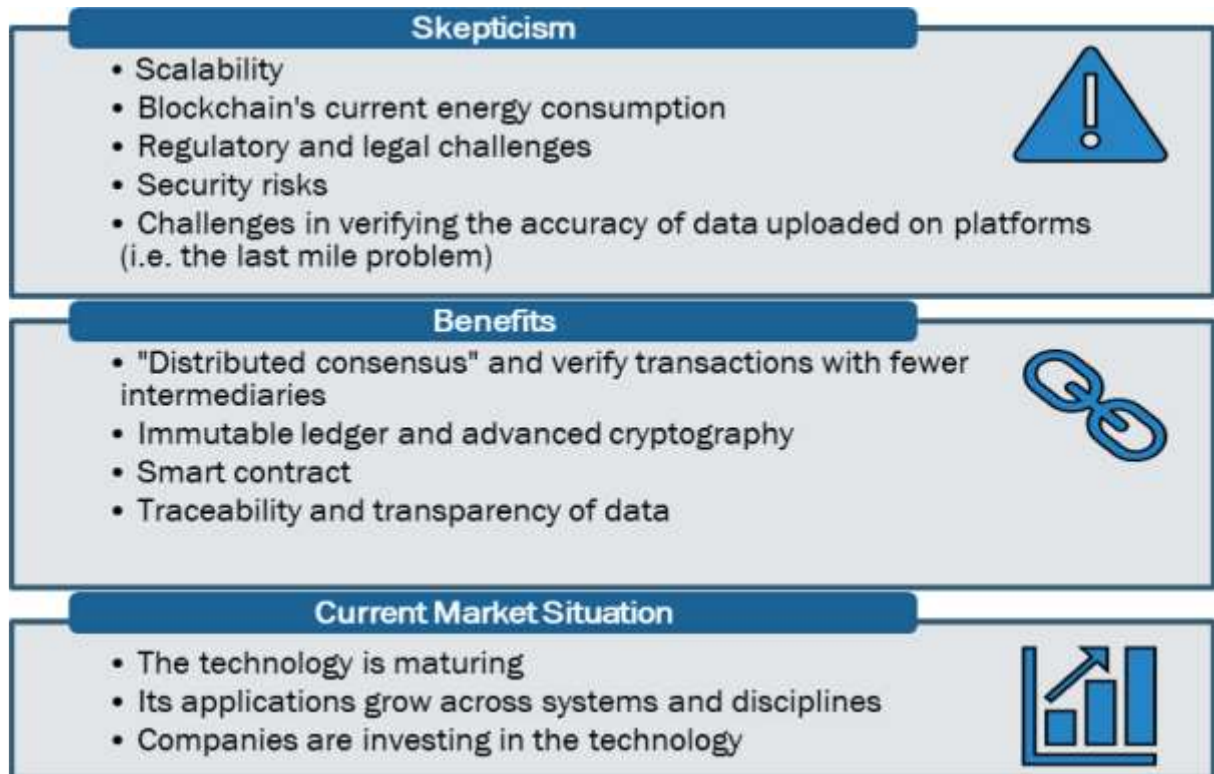 Skepticism
• Scalability
• Blockchain's current energy consumption
• Regulatory and legal challenges
• Security risks
• Challenges in verifying the accuracy of data uploaded on platforms
(i.e. the last mile problem)
Benefits
• "Distributed consensus" and verify transactions with fewer
intermediaries
• Immutable ledger and advanced cryptography
• Smart contract
• Traceability and transparency of data
Current Market Situation
• The technology is maturing
• Its applications grow across systems and disciplines
• Companies are investing in the technology